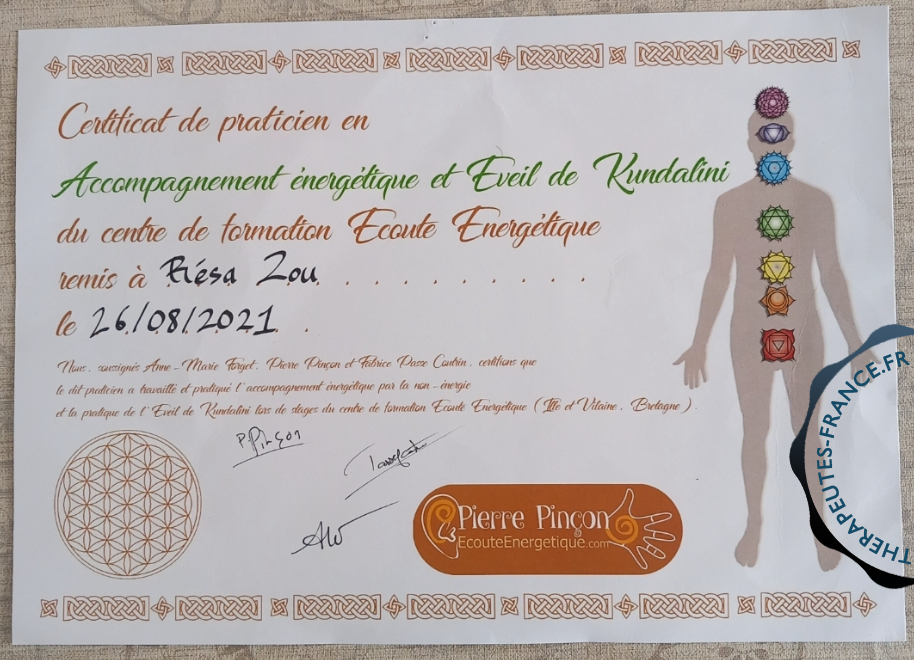 Certificat de praticien en
Accompagnement énergétique et Eveil de Kundalini
du centre de formation Ecoute Energétique
remis à Résa Zou
le 26/08/2021
Nous, soussignés Anne-Marie Forget, Pierre Pinçon et Fabrice Passe Coutrin, certifions que
le dit praticien a travaillé et pratiqué l'accompagnement énergétique par la non-énergie
et la pratique de l'Eveil de Kundalini lors de stages du centre de formation Ecoute Energétique (Ille et Vilaine, Bretagne).
P. Pinçon
Pierre Pinçon
EcouteEnergetique.com
THERAPEUTES-FRANCE.FR